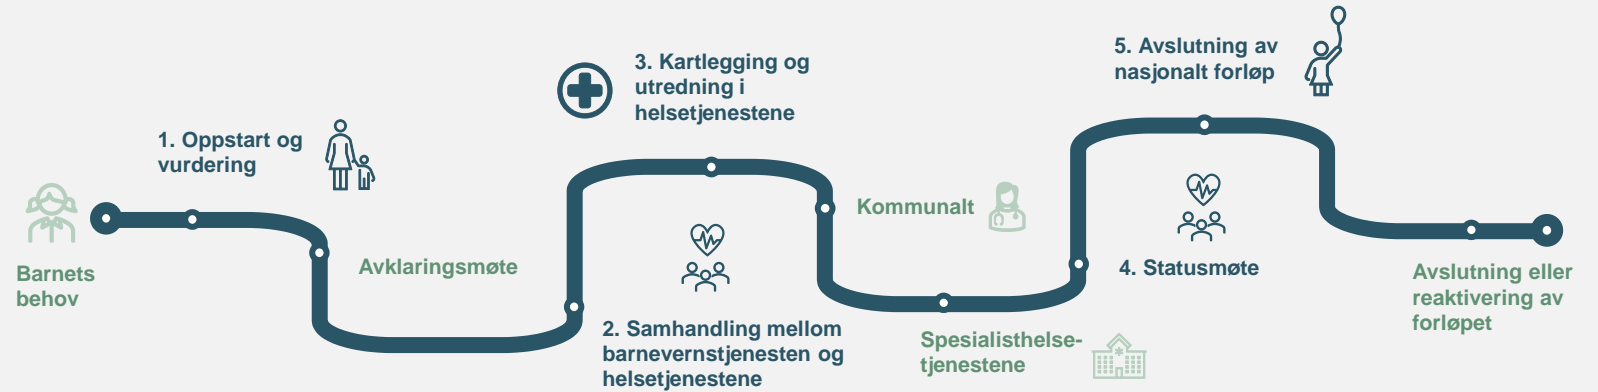 Barnets
behov
1. Oppstart og
vurdering
Avklaringsmøte
2. Samhandling mellom
barnevernstjenesten og
helsetjenestene
3. Kartlegging og
utredning i
helsetjenestene
Kommunalt
Spesialisthelse-
tjenestene
4. Statusmøte
5. Avslutning av
nasjonalt forløp
Avslutning eller
reaktivering av
forløpet